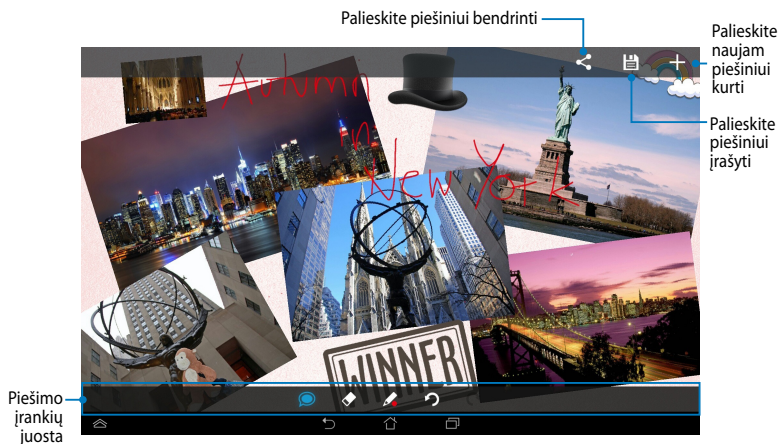 Palieskite piešiniui bendrinti
Palieskite
naujam
piešiniui
kurti
Palieskite
piešiniui
įrašyti
Autumn
in
New York
WINNER
Piešimo
įrankių
juosta